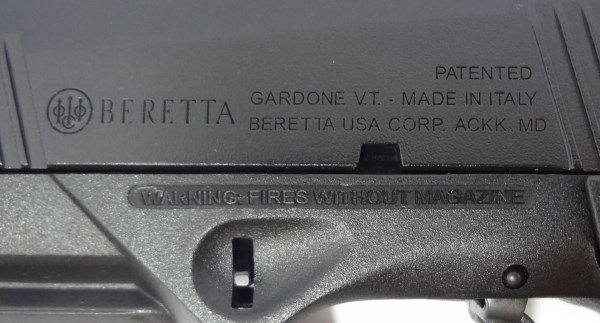 BERETTA
PATENTED
GARDONE V.T. - MADE IN ITALY
BERETTA USA CORP. ACKK. MD
WARNING: FIRES WITHOUT MAGAZINE